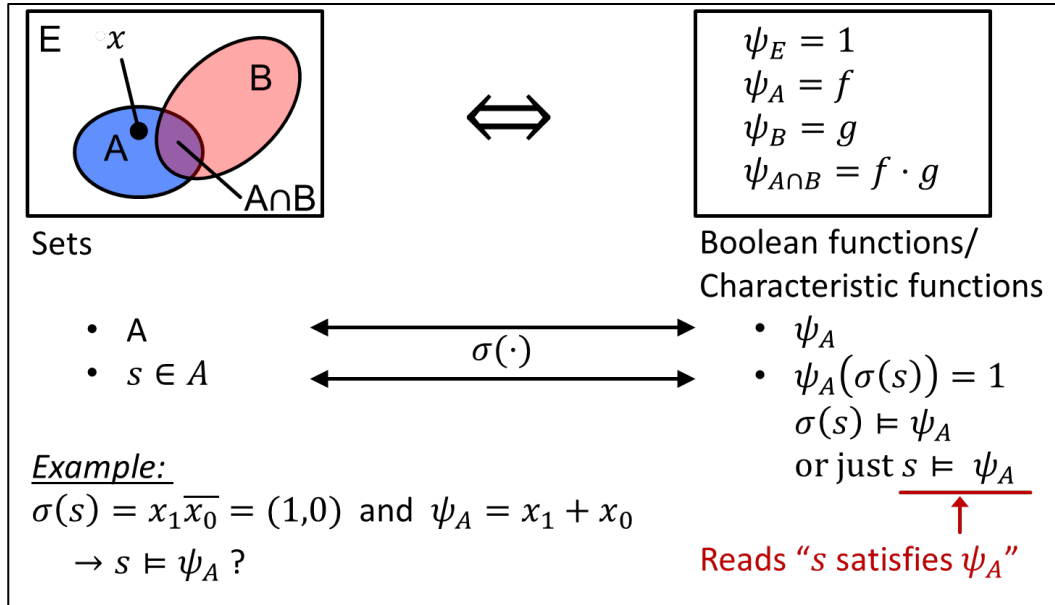 E x
B
A
A∩B
⟺
ψ_E = 1
ψ_A = f
ψ_B = g
ψ_{A∩B} = f · g
Sets
Boolean functions/
Characteristic functions
• A
• s ∈ A
σ(·)
• ψ_A
• ψ_A(σ(s)) = 1
σ(s) ⊨ ψ_A
or just s ⊨ ψ_A
Reads “s satisfies ψ_A”
Example:
σ(s) = x_1\overline{x_0} = (1,0) and ψ_A = x_1 + x_0
→ s ⊨ ψ_A ?